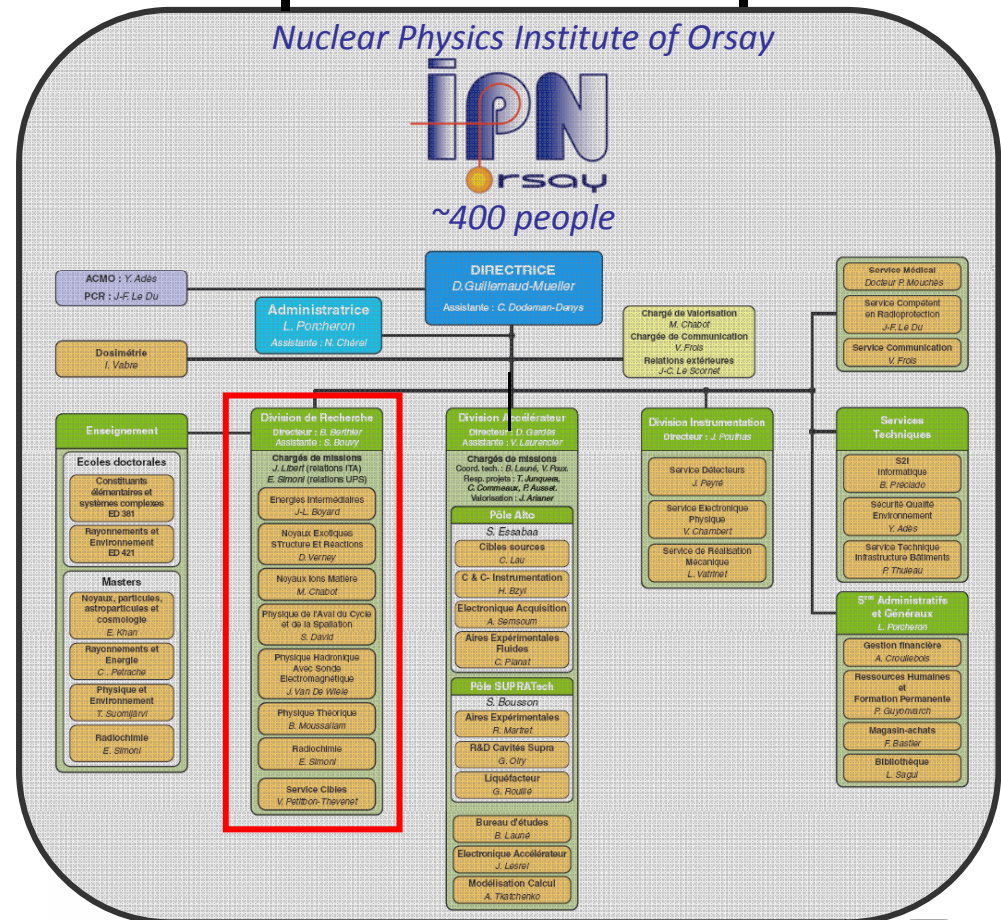 Nuclear Physics Institute of Orsay
iPN
Orsay
~400 people
DIRECTRICE
D.Guillemaud-Mueller
Assistante : C. Dodeman-Denys
ACMO : Y. Adès
PCR : J-F. Le Du
Administratrice
L. Porcheron
Assistante : N. Chérel
Dosimétrie
I. Vabre
Chargé de Valorisation
M. Chabot
Chargée de Communication
V. Frois
Relations extérieures
J-C. Le Scornet
Service Médical
Docteur P. Mouchès
Service Compétent
en Radioprotection
J-F. Le Du
Service Communication
V. Frois
Enseignement
Ecoles doctorales
Constituants
élémentaires et
systèmes complexes
ED 381
Rayonnements et
Environnement
ED 421
Masters
Noyaux, particules,
astroparticules et
cosmologie
E. Khan
Rayonnements et
Energie
C . Petrache
Physique et
Environnement
T. Suomijärvi
Radiochimie
E. Simoni
Division de Recherche
Directeur : B. Berthier
Assistante : S. Bouvy
Chargés de missions
J. Libert (relations ITA)
E. Simoni (relations UPS)
Energies Intermédiaires
J-L. Boyard
Noyaux Exotiques
STructure Et Réactions
D. Verney
Noyaux Ions Matière
M. Chabot
Physique de l'Aval du Cycle
et de la Spallation
S. David
Physique Hadronique
Avec Sonde
Electromagnétique
J. Van De Wiele
Physique Théorique
B. Moussallam
Radiochimie
E. Simoni
Service Cibles
V. Petitbon-Thevenet
Division Accélérateur
Directeur : D. Gardès
Assistante : V. Laurencier
Chargés de missions
Coord. tech. : B. Launé, V. Poux.
Resp. projets : T. Junquera,
C. Commeaux, P. Ausset.
Valorisation : J. Arianer
Pôle Alto
S. Essabaa
Cibles sources
C. Lau
C & C- Instrumentation
H. Bzyl
Electronique Acquisition
A. Semsoum
Aires Expérimentales
Fluides
C. Planat
Pôle SUPRATech
S. Bousson
Aires Expérimentales
R. Martret
R&D Cavités Supra
G. Olry
Liquéfacteur
G. Rouillé
Bureau d'études
B. Launé
Electronique Accélérateur
J. Lesrel
Modélisation Calcul
A. Tkatchenko
Division Instrumentation
Directeur : J. Pouthas
Service Détecteurs
J. Peyré
Service Electronique
Physique
V. Chambert
Service de Réalisation
Mécanique
L. Vatrinet
Services
Techniques
S2I
Informatique
B. Préciado
Sécurité Qualité
Environnement
Y. Adès
Service Technique
Infrastructure Bâtiments
P. Thuleau
Sces Administratifs
et Généraux
L. Porcheron
Gestion financière
A. Croullebois
Ressources Humaines
et
Formation Permanente
P. Guyonvarch
Magasin-achats
F. Bastier
Bibliothèque
L. Sagui